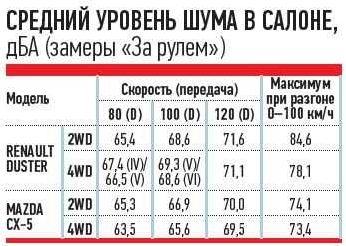 СРЕДНИЙ УРОВЕНЬ ШУМА В САЛОНЕ,
дБА (замеры «За рулем»)
Модель Скорость (передача) Максимум при разгоне 0–100 км/ч
80 (D) 100 (D) 120 (D)
RENAULT DUSTER 2WD 65,4 68,6 71,6 84,6
4WD 67,4 (IV)/ 66,5 (V) 69,3 (V)/ 68,6 (VI) 71,1 78,1
MAZDA CX-5 2WD 65,3 66,9 70,0 74,1
4WD 63,5 65,6 69,5 73,4